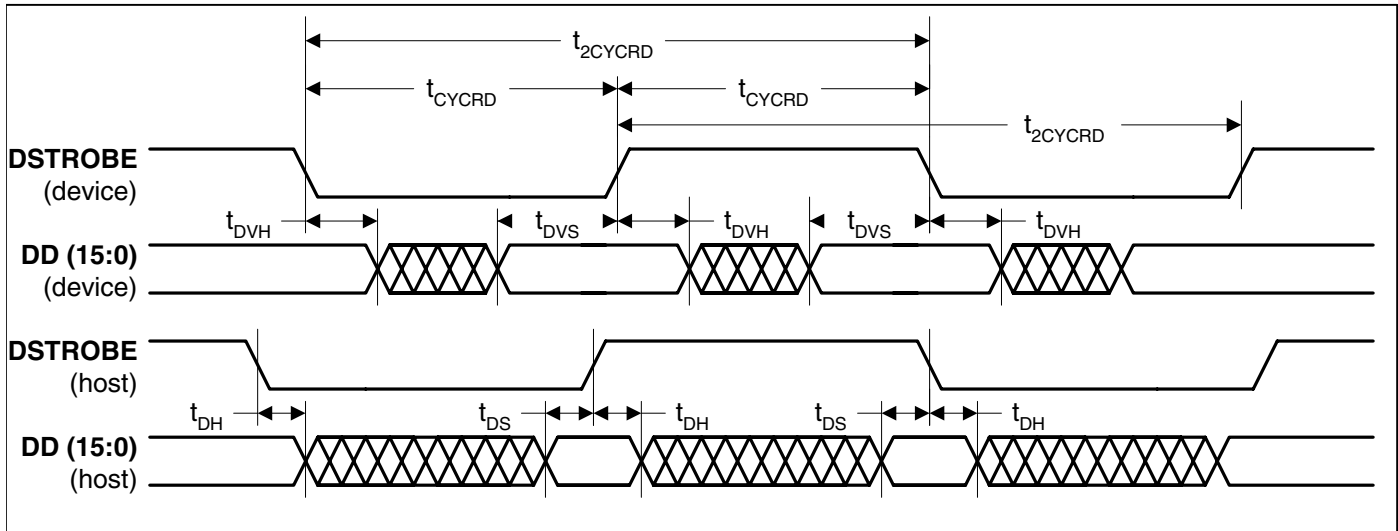 t2CYCRD
tCYCRD tCYCRD
t2CYCRD
DSTROBE
(device)
tDVH tDVS tDVH tDVS tDVH
DD (15:0)
(device)
DSTROBE
(host)
tDH tDS tDH tDS tDH
DD (15:0)
(host)